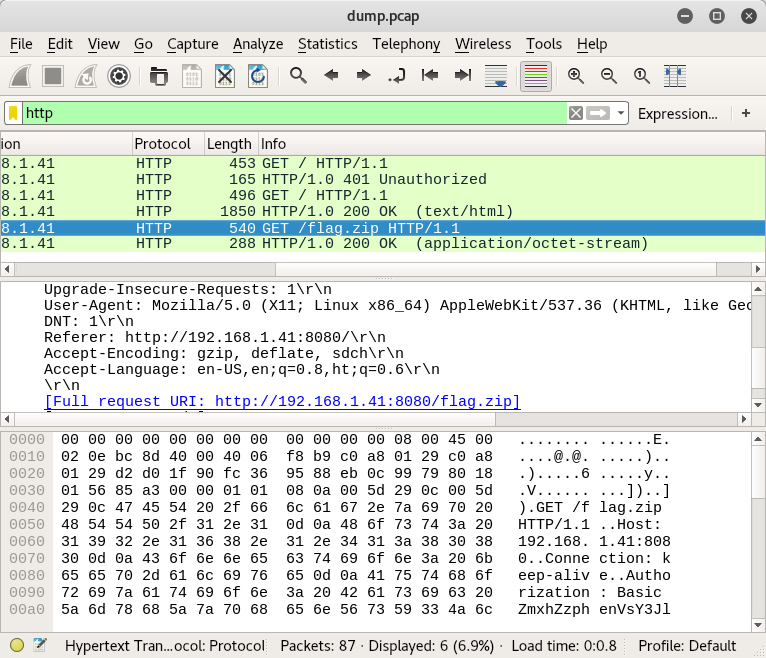 dump.pcap
File Edit View Go Capture Analyze Statistics Telephony Wireless Tools Help
http Expression... +
ion Protocol Length Info
8.1.41 HTTP 453 GET / HTTP/1.1
8.1.41 HTTP 165 HTTP/1.0 401 Unauthorized
8.1.41 HTTP 496 GET / HTTP/1.1
8.1.41 HTTP 1850 HTTP/1.0 200 OK (text/html)
8.1.41 HTTP 540 GET /flag.zip HTTP/1.1
8.1.41 HTTP 288 HTTP/1.0 200 OK (application/octet-stream)
Upgrade-Insecure-Requests: 1\r\n
User-Agent: Mozilla/5.0 (X11; Linux x86_64) AppleWebKit/537.36 (KHTML, like Gec
DNT: 1\r\n
Referer: http://192.168.1.41:8080/\r\n
Accept-Encoding: gzip, deflate, sdch\r\n
Accept-Language: en-US,en;q=0.8,ht;q=0.6\r\n
\r\n
[Full request URI: http://192.168.1.41:8080/flag.zip]
0000 00 00 00 00 00 00 00 00 00 00 00 00 08 00 45 00 ........ ......E.
0010 02 0e bc 8d 40 00 40 06 f8 b9 c0 a8 01 29 c0 a8 ....@.@. .....)..
0020 01 29 d2 d0 1f 90 fc 36 95 88 eb 0c 99 79 80 18 .).....6 .....y..
0030 01 56 85 a3 00 00 01 01 08 0a 00 5d 29 0c 00 5d .V...... ...])..]
0040 29 0c 47 45 54 20 2f 66 6c 61 67 2e 7a 69 70 20 ).GET /f lag.zip
0050 48 54 54 50 2f 31 2e 31 0d 0a 48 6f 73 74 3a 20 HTTP/1.1 ..Host:
0060 31 39 32 2e 31 36 38 2e 31 2e 34 31 3a 38 30 38 192.168. 1.41:808
0070 30 0d 0a 43 6f 6e 6e 65 63 74 69 6f 6e 3a 20 6b 0..Conne ction: k
0080 65 65 70 2d 61 6c 69 76 65 0d 0a 41 75 74 68 6f eep-aliv e..Autho
0090 72 69 7a 61 74 69 6f 6e 3a 20 42 61 73 69 63 20 rization : Basic
00a0 5a 6d 78 68 5a 7a 70 68 65 6e 56 73 59 33 4a 6c ZmxhZzph enVsY3Jl
Hypertext Tran...ocol: Protocol Packets: 87 · Displayed: 6 (6.9%) · Load time: 0:0.8 Profile: Default